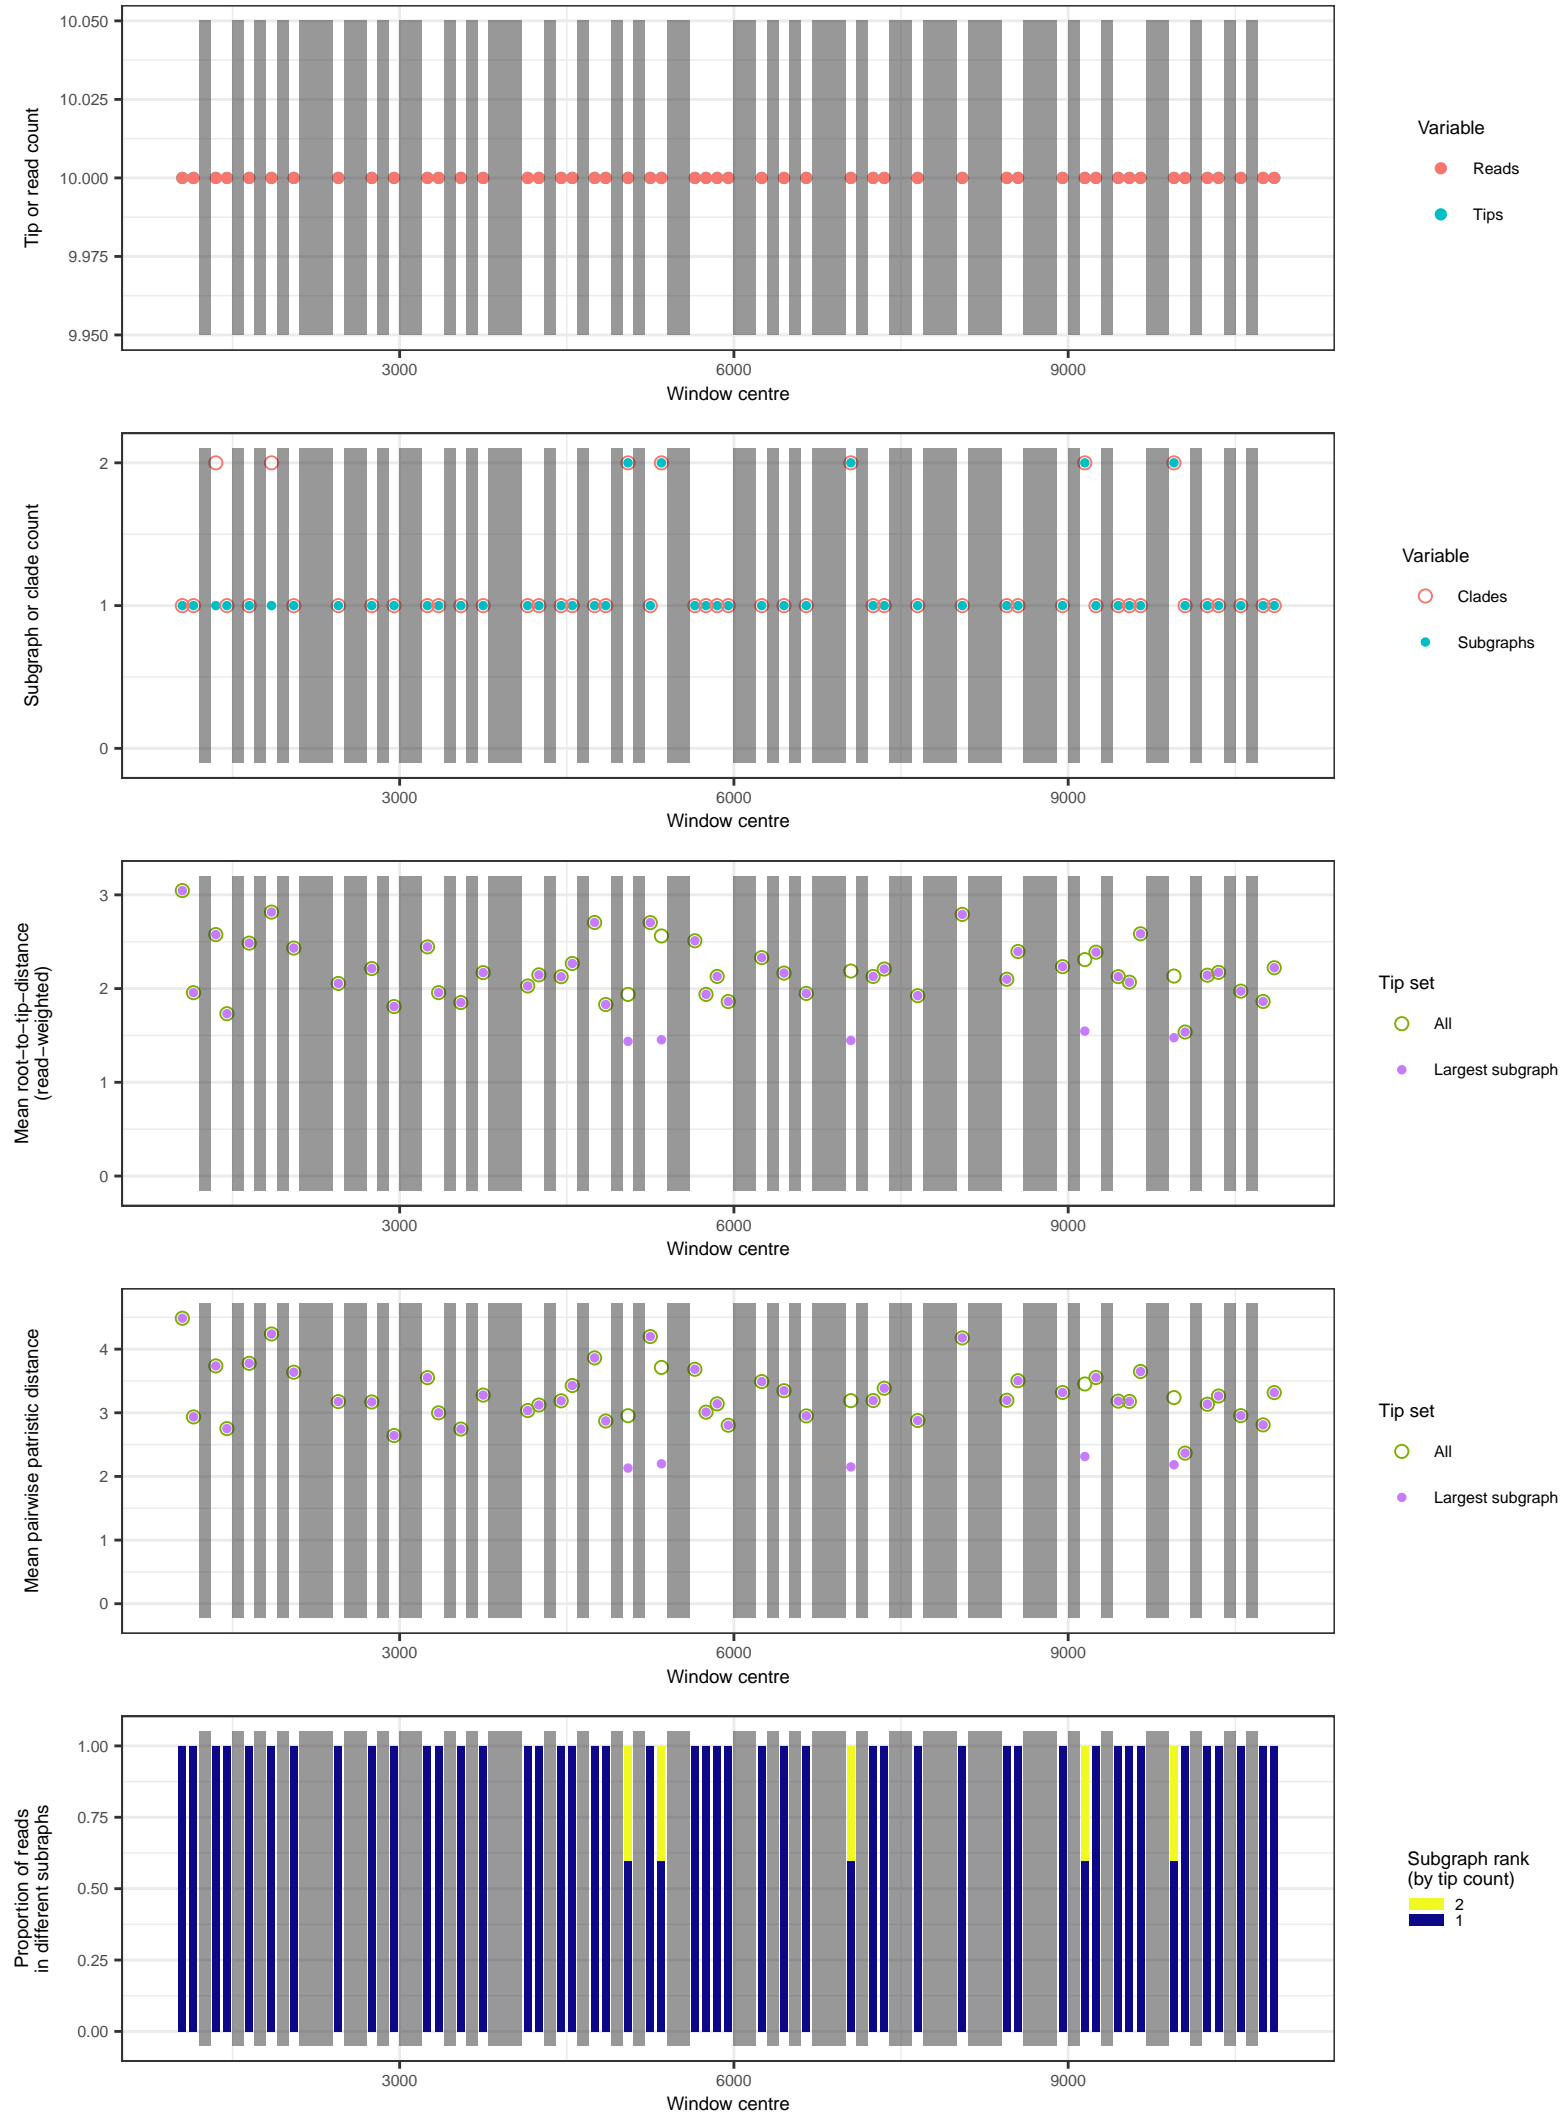 10.050
10.025
10.000
9.975
9.950
Tip or read count
3000
6000
9000
Window centre
Variable
Reads
Tips
2
1
0
Subgraph or clade count
3000
6000
9000
Window centre
Variable
Clades
Subgraphs
3
2
1
0
Mean root−to−tip−distance
(read−weighted)
3000
6000
9000
Window centre
Tip set
All
Largest subgraph
4
3
2
1
0
Mean pairwise patristic distance
3000
6000
9000
Window centre
Tip set
All
Largest subgraph
1.00
0.75
0.50
0.25
0.00
Proportion of reads
in different subraphs
3000
6000
9000
Window centre
Subgraph rank
(by tip count)
2
1